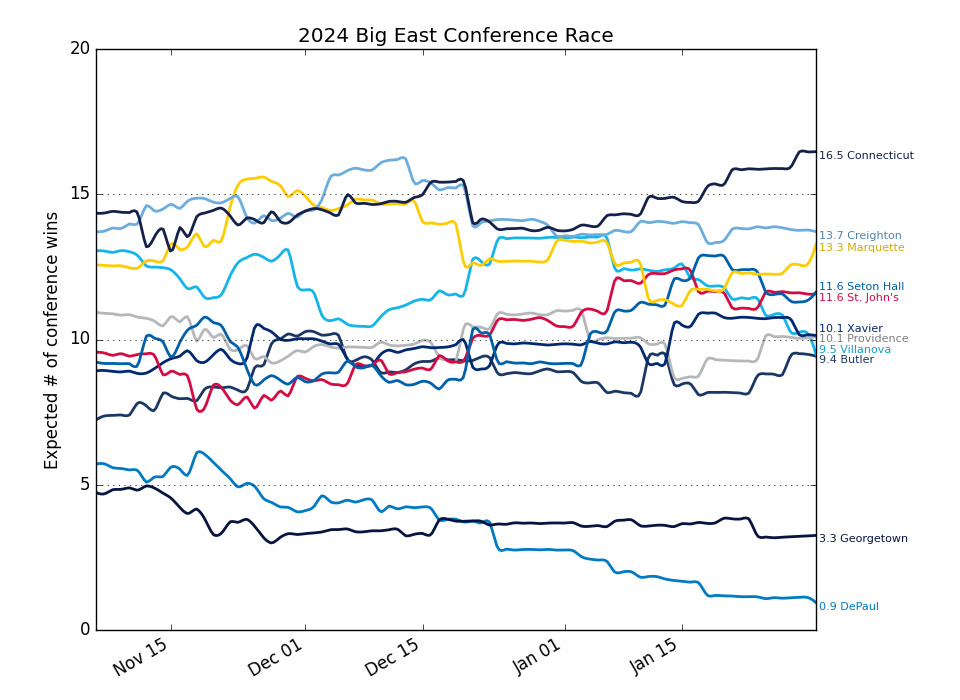 2024 Big East Conference Race
Expected # of conference wins
20
15
10
5
0
Nov 15
Dec 01
Dec 15
Jan 01
Jan 15
16.5 Connecticut
13.7 Creighton
13.3 Marquette
11.6 Seton Hall
11.6 St. John's
10.1 Xavier
10.1 Providence
9.5 Villanova
9.4 Butler
3.3 Georgetown
0.9 DePaul